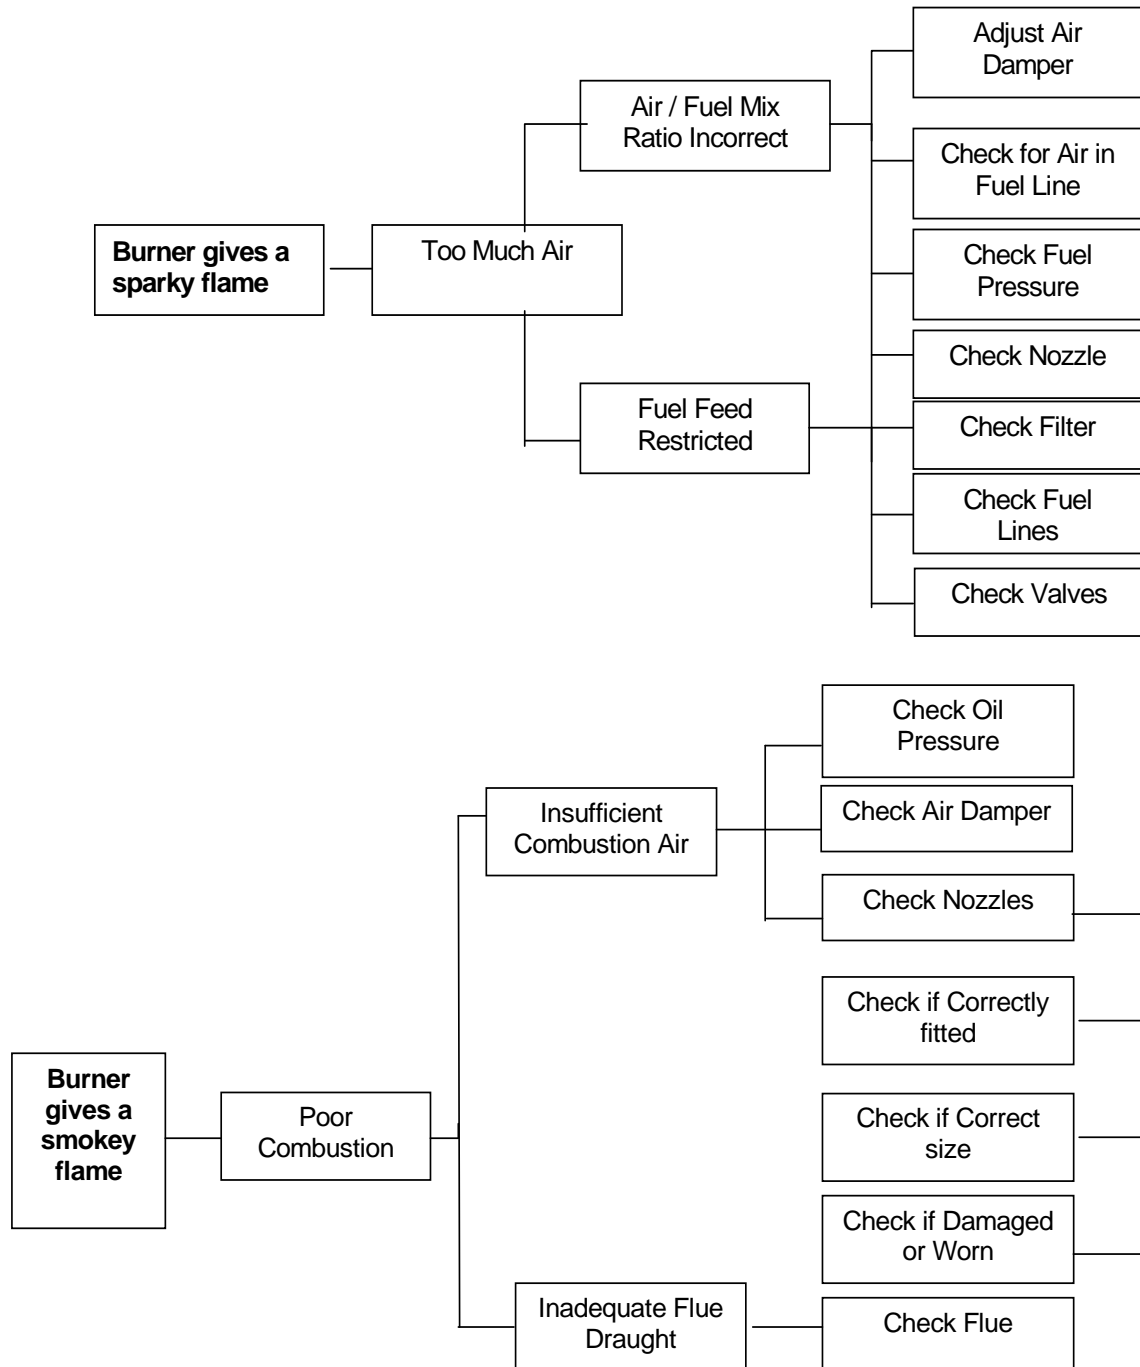 Adjust Air
Damper
Air / Fuel Mix
Ratio Incorrect
Check for Air in
Fuel Line
Burner gives a
sparky flame
Too Much Air
Check Fuel
Pressure
Check Nozzle
Fuel Feed
Restricted
Check Filter
Check Fuel
Lines
Check Valves
Check Oil
Pressure
Insufficient
Combustion Air
Check Air Damper
Check Nozzles
Check if Correctly
fitted
Burner
gives a
smokey
flame
Poor
Combustion
Check if Correct
size
Check if Damaged
or Worn
Inadequate Flue
Draught
Check Flue